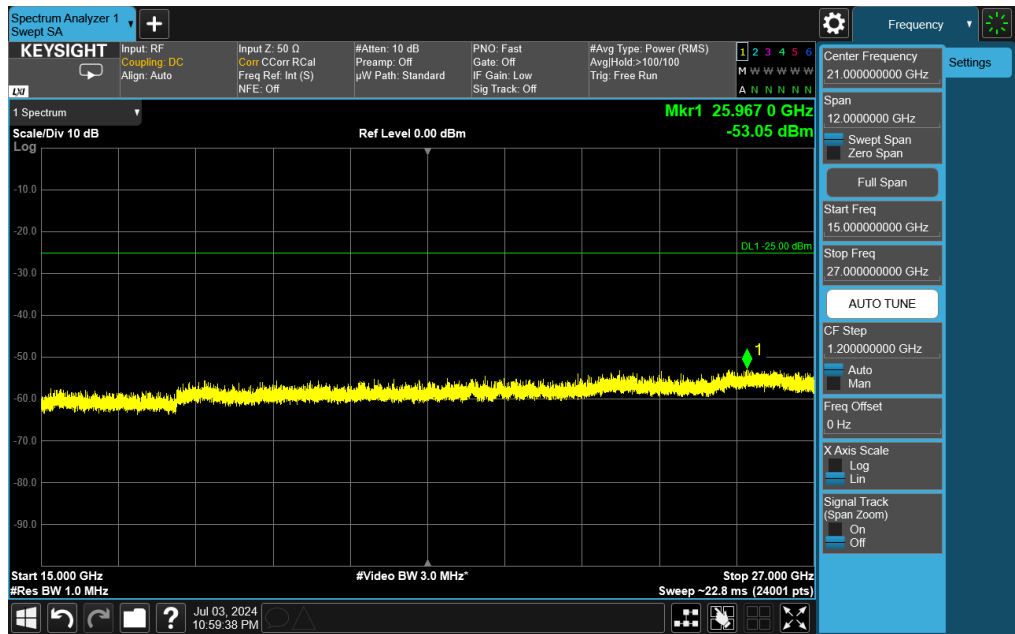 Spectrum Analyzer 1
Swept SA
KEYSIGHT
LXI
Input: RF
Coupling: DC
Align: Auto
Input Z: 50 Ω
Corr CCorr RCal
Freq Ref: Int (S)
NFE: Off
#Atten: 10 dB
Preamp: Off
µW Path: Standard
PNO: Fast
Gate: Off
IF Gain: Low
Sig Track: Off
#Avg Type: Power (RMS)
Avg|Hold:>100/100
Trig: Free Run
1 2 3 4 5 6
M W W W W W
A N N N N N
1 Spectrum
Mkr1 25.967 0 GHz
-53.05 dBm
Scale/Div 10 dB
Ref Level 0.00 dBm
Log
-10.0
-20.0
DL1 -25.00 dBm
-30.0
-40.0
-50.0
1
-60.0
-70.0
-80.0
-90.0
Start 15.000 GHz
#Video BW 3.0 MHz*
Stop 27.000 GHz
#Res BW 1.0 MHz
Sweep ~22.8 ms (24001 pts)
?
Jul 03, 2024
10:59:38 PM
Frequency
Settings
Center Frequency
21.000000000 GHz
Span
12.0000000 GHz
Swept Span
Zero Span
Full Span
Start Freq
15.000000000 GHz
Stop Freq
27.000000000 GHz
AUTO TUNE
CF Step
1.200000000 GHz
Auto
Man
Freq Offset
0 Hz
X Axis Scale
Log
Lin
Signal Track
(Span Zoom)
On
Off